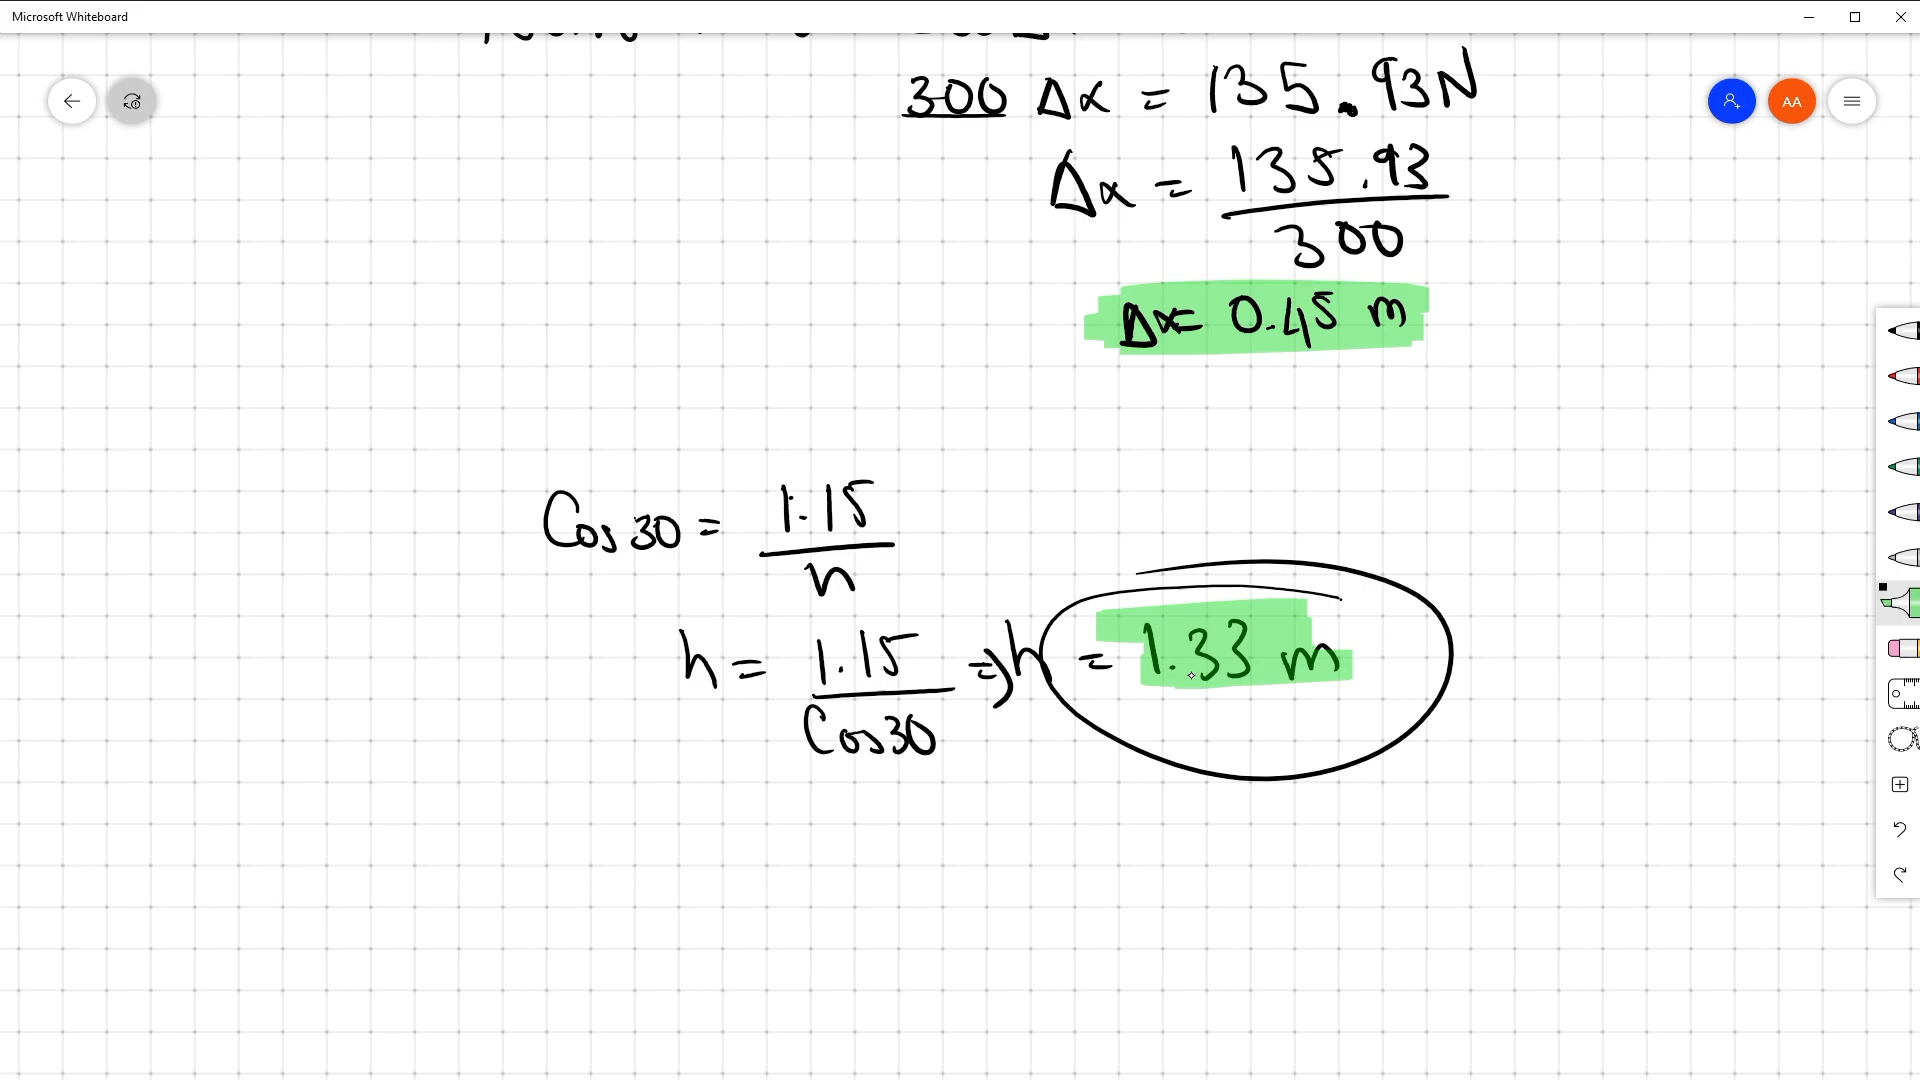 Microsoft Whiteboard
AA
300 Δx = 135.93N
Δx = 135.93
300
Δx = 0.45 m
Cos 30 = 1.15
h
h = 1.15 => h = 1.33 m
Cos30